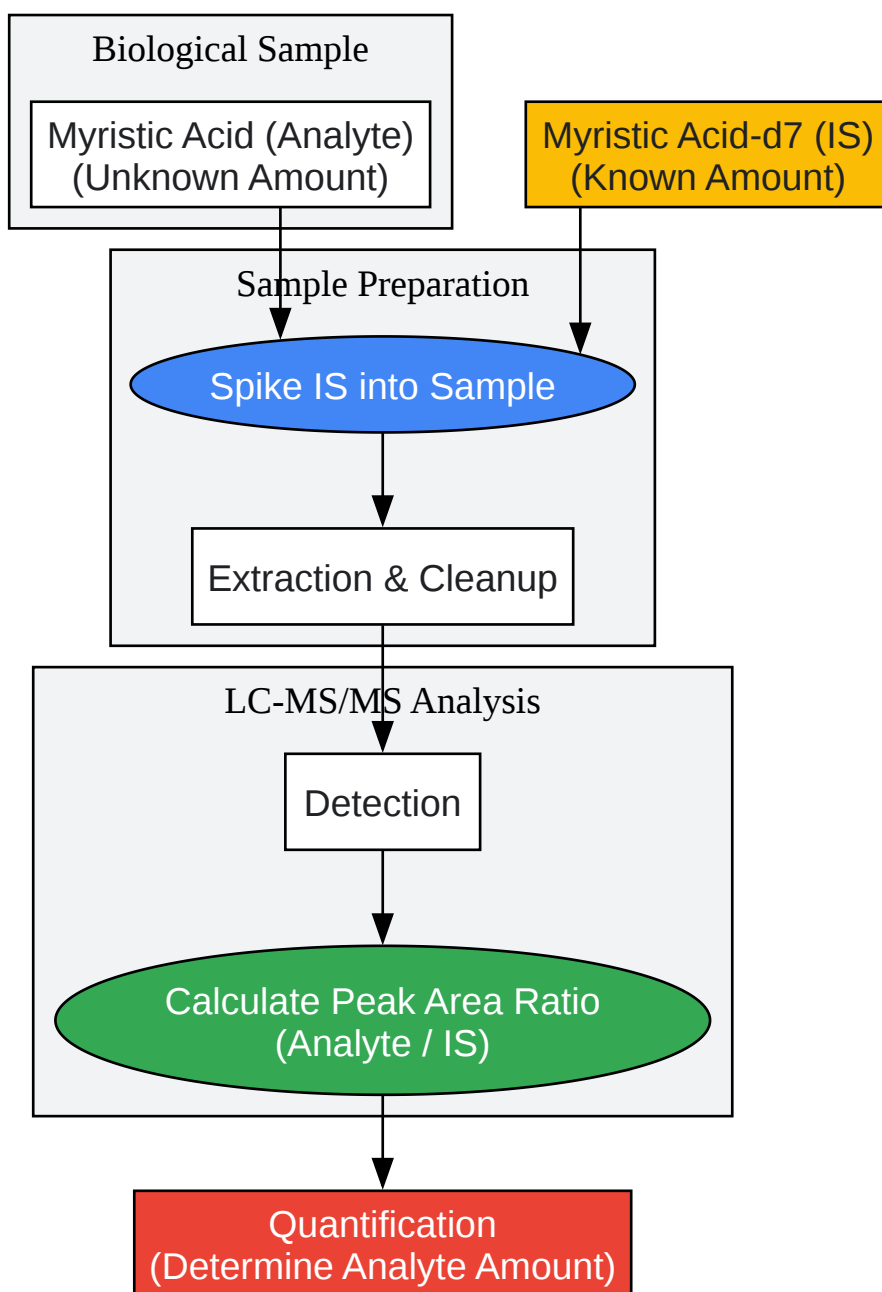 Biological Sample
Myristic Acid (Analyte)
(Unknown Amount)
Myristic Acid-d7 (IS)
(Known Amount)
Sample Preparation
Spike IS into Sample
Extraction & Cleanup
LC-MS/MS Analysis
Detection
Calculate Peak Area Ratio
(Analyte / IS)
Quantification
(Determine Analyte Amount)